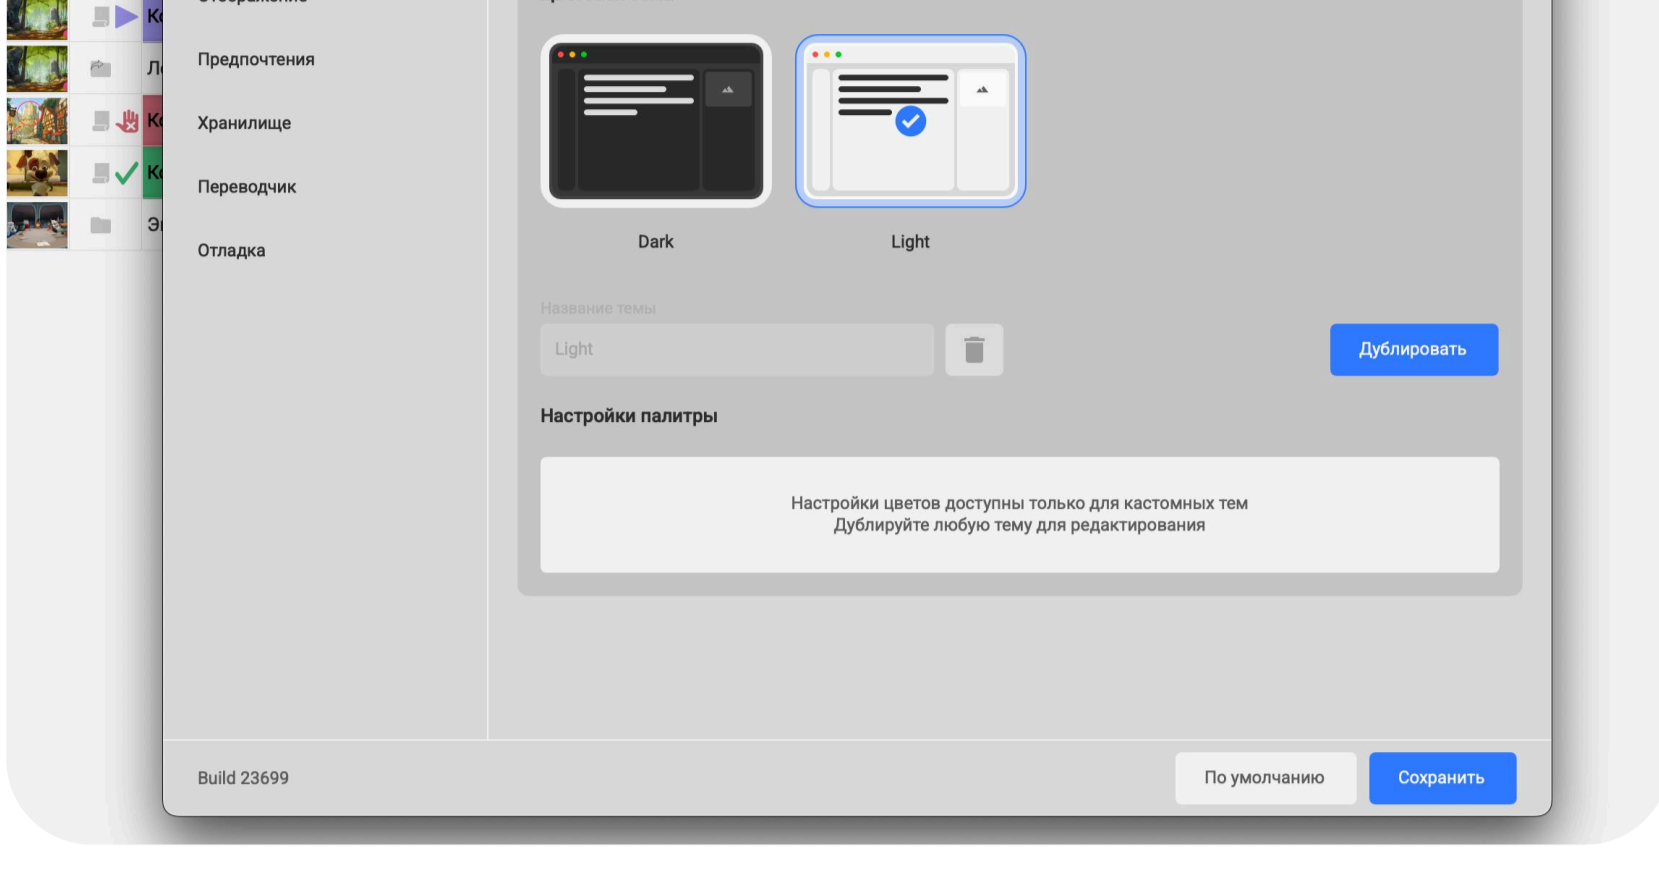 Предпочтения
Хранилище
Переводчик
Отладка
Dark
Light
Название темы
Light
Дублировать
Настройки палитры
Настройки цветов доступны только для кастомных тем
Дублируйте любую тему для редактирования
Build 23699
По умолчанию
Сохранить